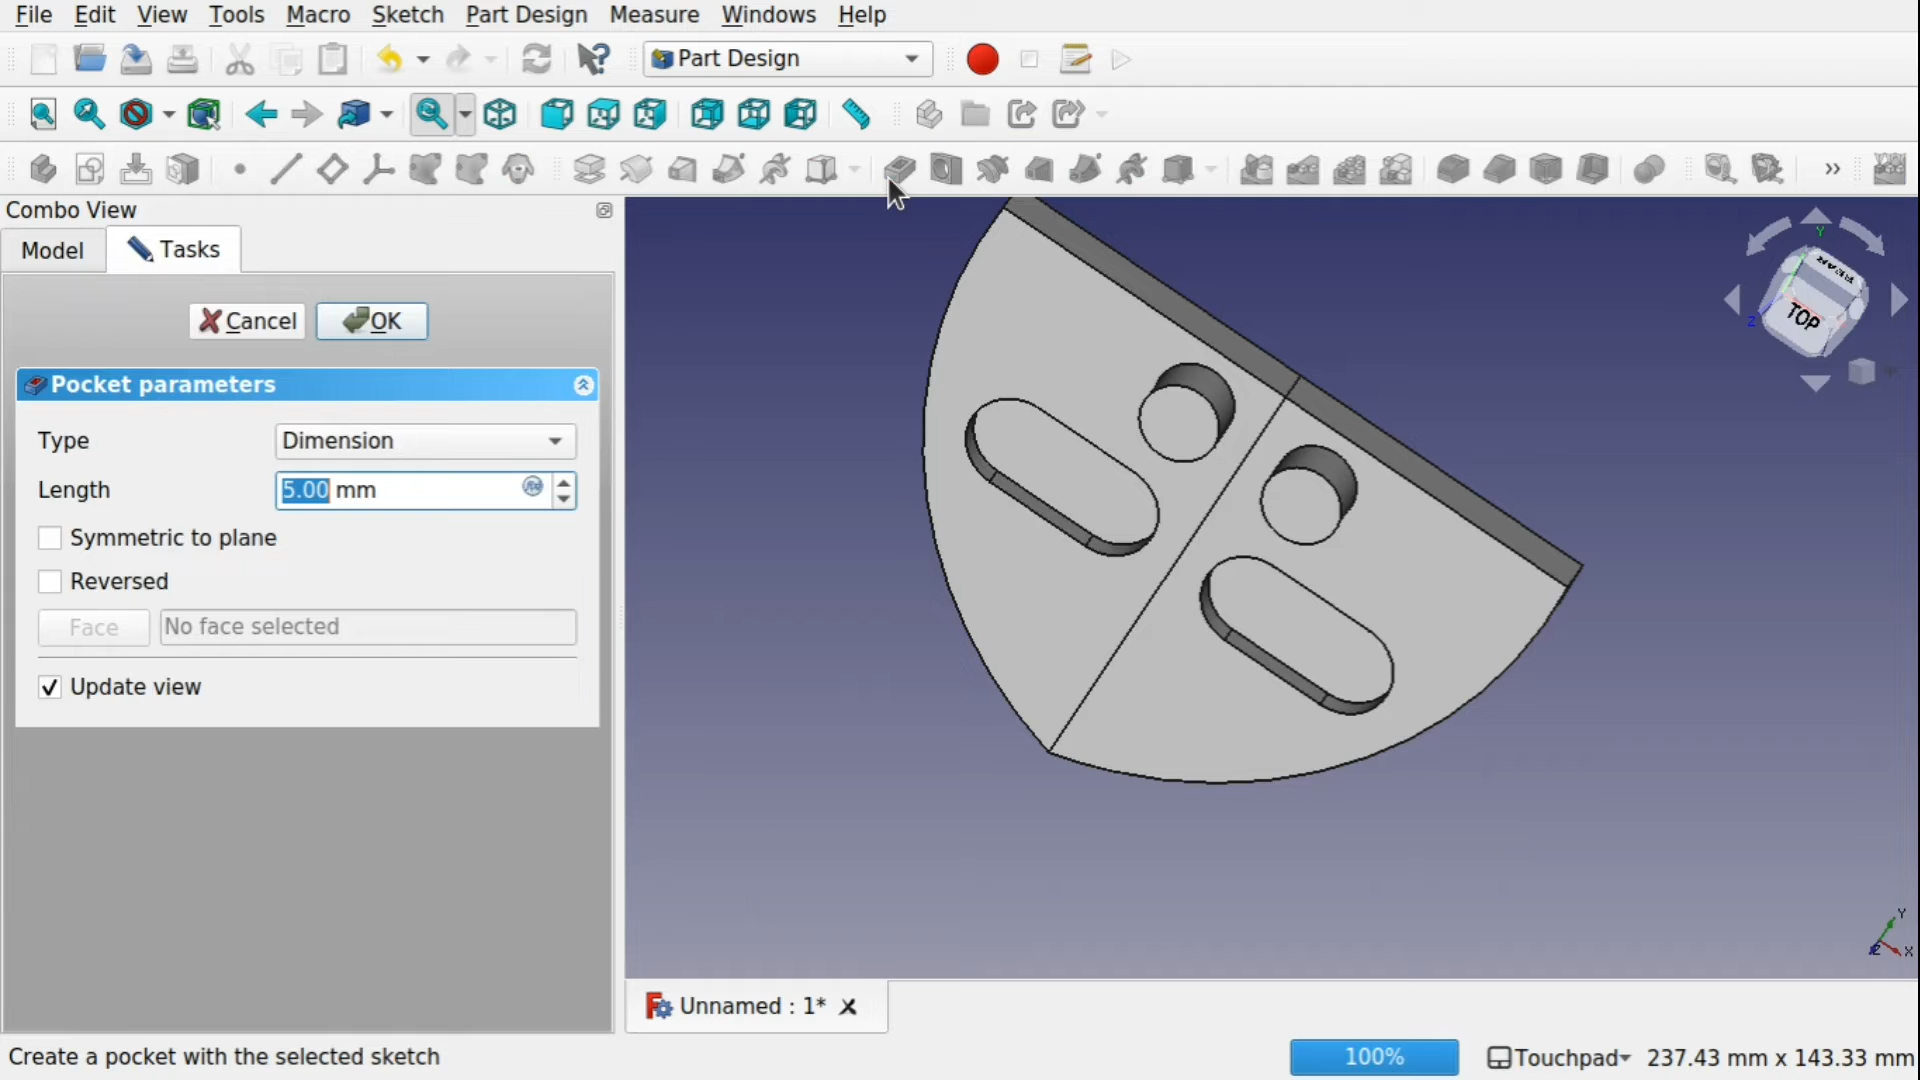 File Edit View Tools Macro Sketch Part Design Measure Windows Help
Part Design
Combo View
Model Tasks
Cancel OK
Pocket parameters
Type Dimension
Length 5.00 mm
Symmetric to plane
Reversed
Face No face selected
Update view
Y
REAR
TOP
Z
Y
Z X
Unnamed : 1*
Create a pocket with the selected sketch 100% Touchpad 237.43 mm x 143.33 mm